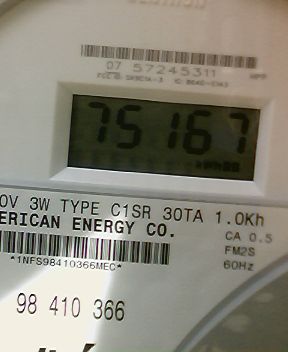 07 57245311
75167
0V 3W TYPE C1SR 30TA 1.0Kh
ERICAN ENERGY CO.
CA 0.5
FM2S
*1NFS98410366MEC*
60Hz
98 410 366